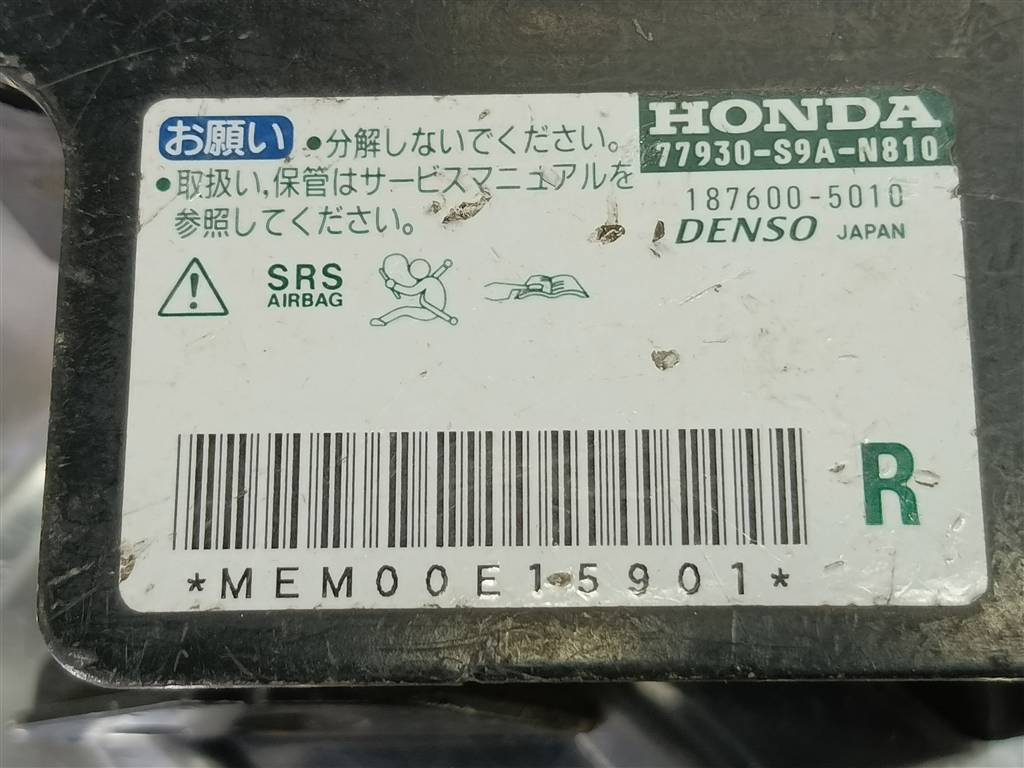 お願い ●分解しないでください。
●取扱い,保管はサービスマニュアルを
参照してください。
HONDA
77930-S9A-N810
187600-5010
DENSO JAPAN
SRS
AIRBAG
R
*MEM00E15901*